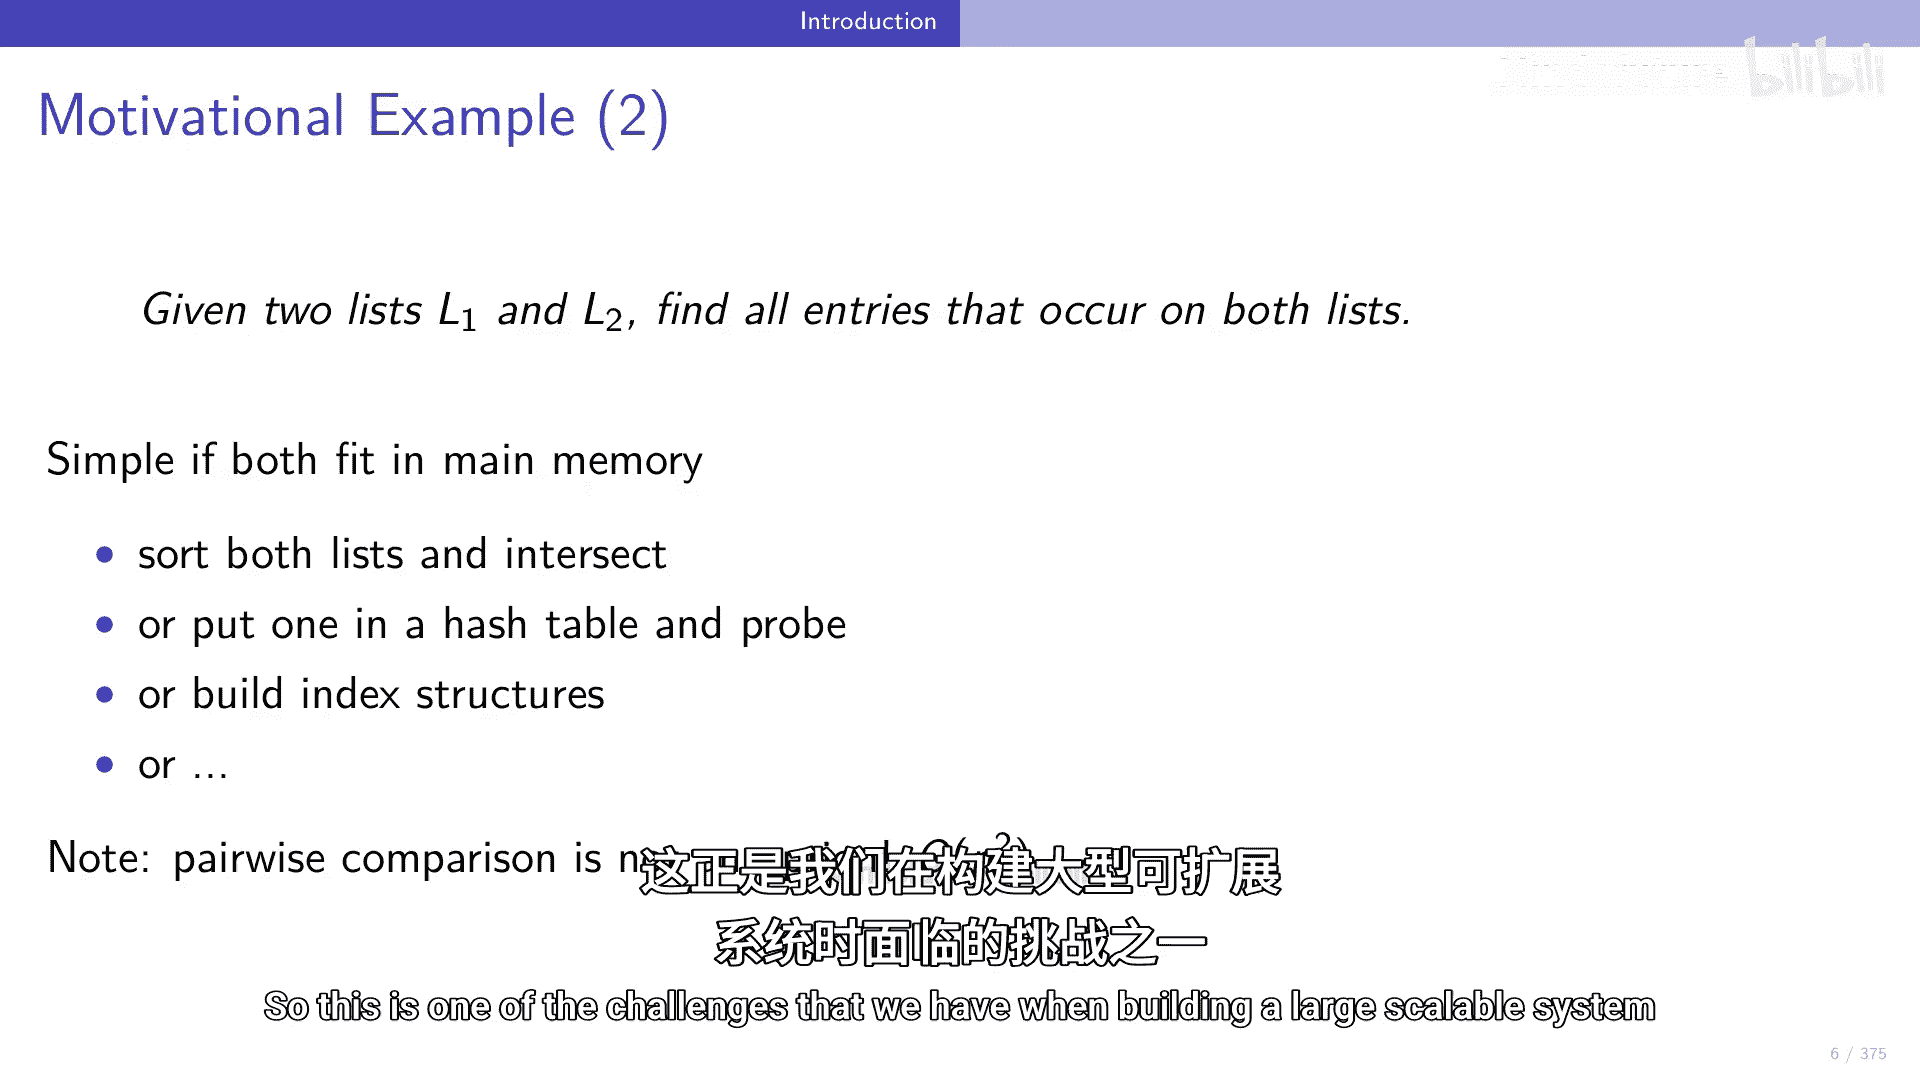 Introduction
bilibili
Motivational Example (2)
Given two lists L₁ and L₂, find all entries that occur on both lists.
Simple if both fit in main memory
• sort both lists and intersect
• or put one in a hash table and probe
• or build index structures
• or ...
Note: pairwise comparison is
这正是我们在构建大型可扩展
系统时面临的挑战之一
So this is one of the challenges that we have when building a large scalable system
6 / 375